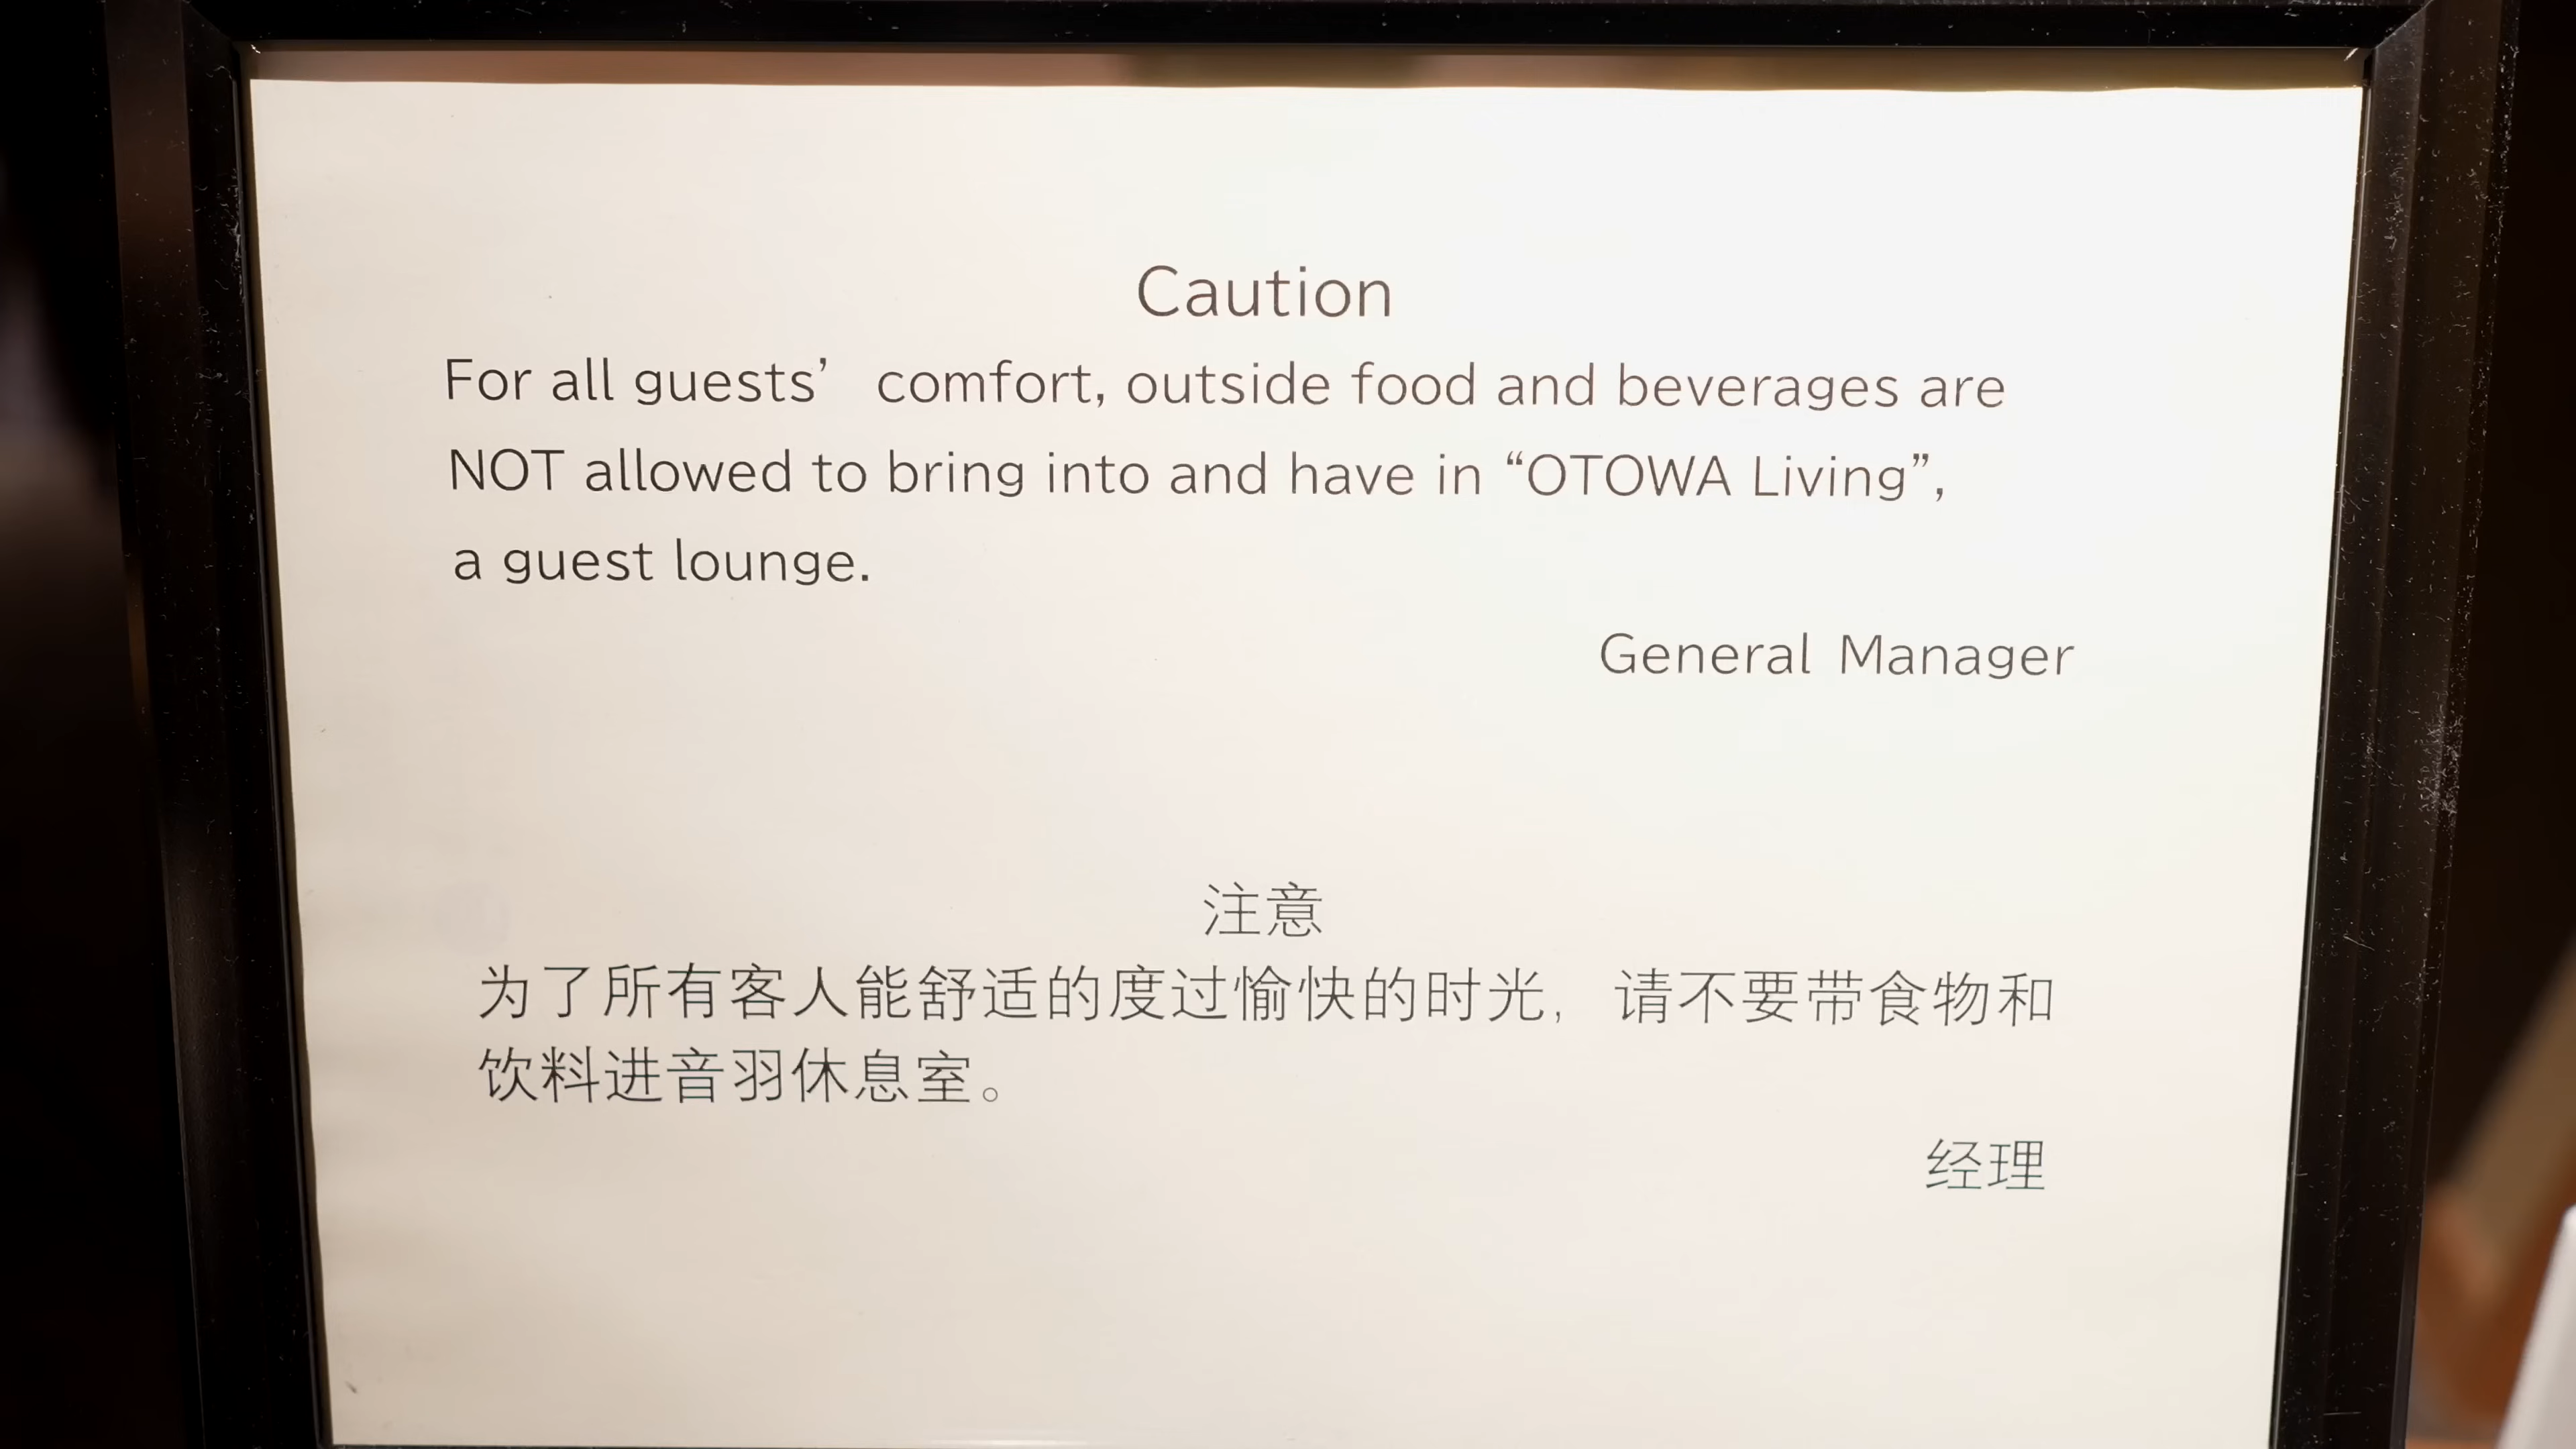 Caution
For all guests’ comfort, outside food and beverages are
NOT allowed to bring into and have in “OTOWA Living”,
a guest lounge.
General Manager
注意
为了所有客人能舒适的度过愉快的时光，请不要带食物和
饮料进音羽休息室。
经理